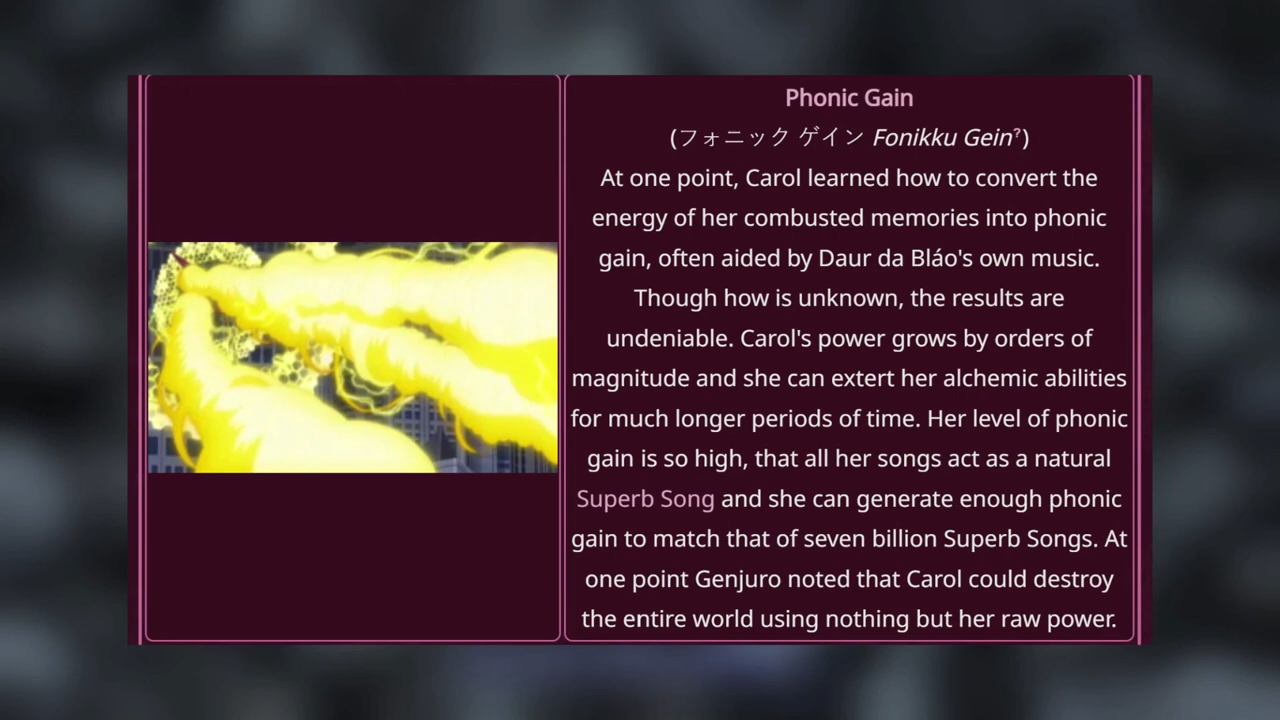 Phonic Gain
(フォニック ゲイン Fonikku Gein?)
At one point, Carol learned how to convert the
energy of her combusted memories into phonic
gain, often aided by Daur da Bláo's own music.
Though how is unknown, the results are
undeniable. Carol's power grows by orders of
magnitude and she can extert her alchemic abilities
for much longer periods of time. Her level of phonic
gain is so high, that all her songs act as a natural
Superb Song and she can generate enough phonic
gain to match that of seven billion Superb Songs. At
one point Genjuro noted that Carol could destroy
the entire world using nothing but her raw power.